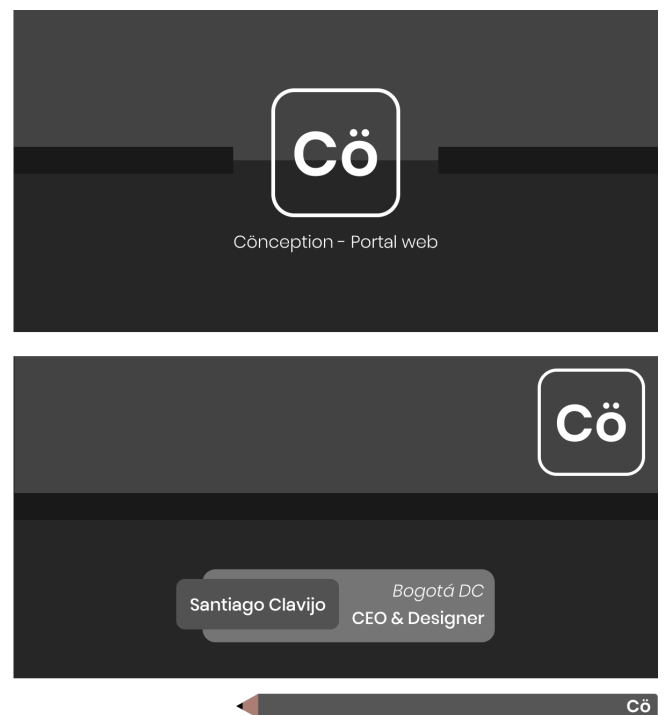 Cö
Cönception - Portal web
Cö
Bogotá DC
Santiago Clavijo
CEO & Designer
Cö